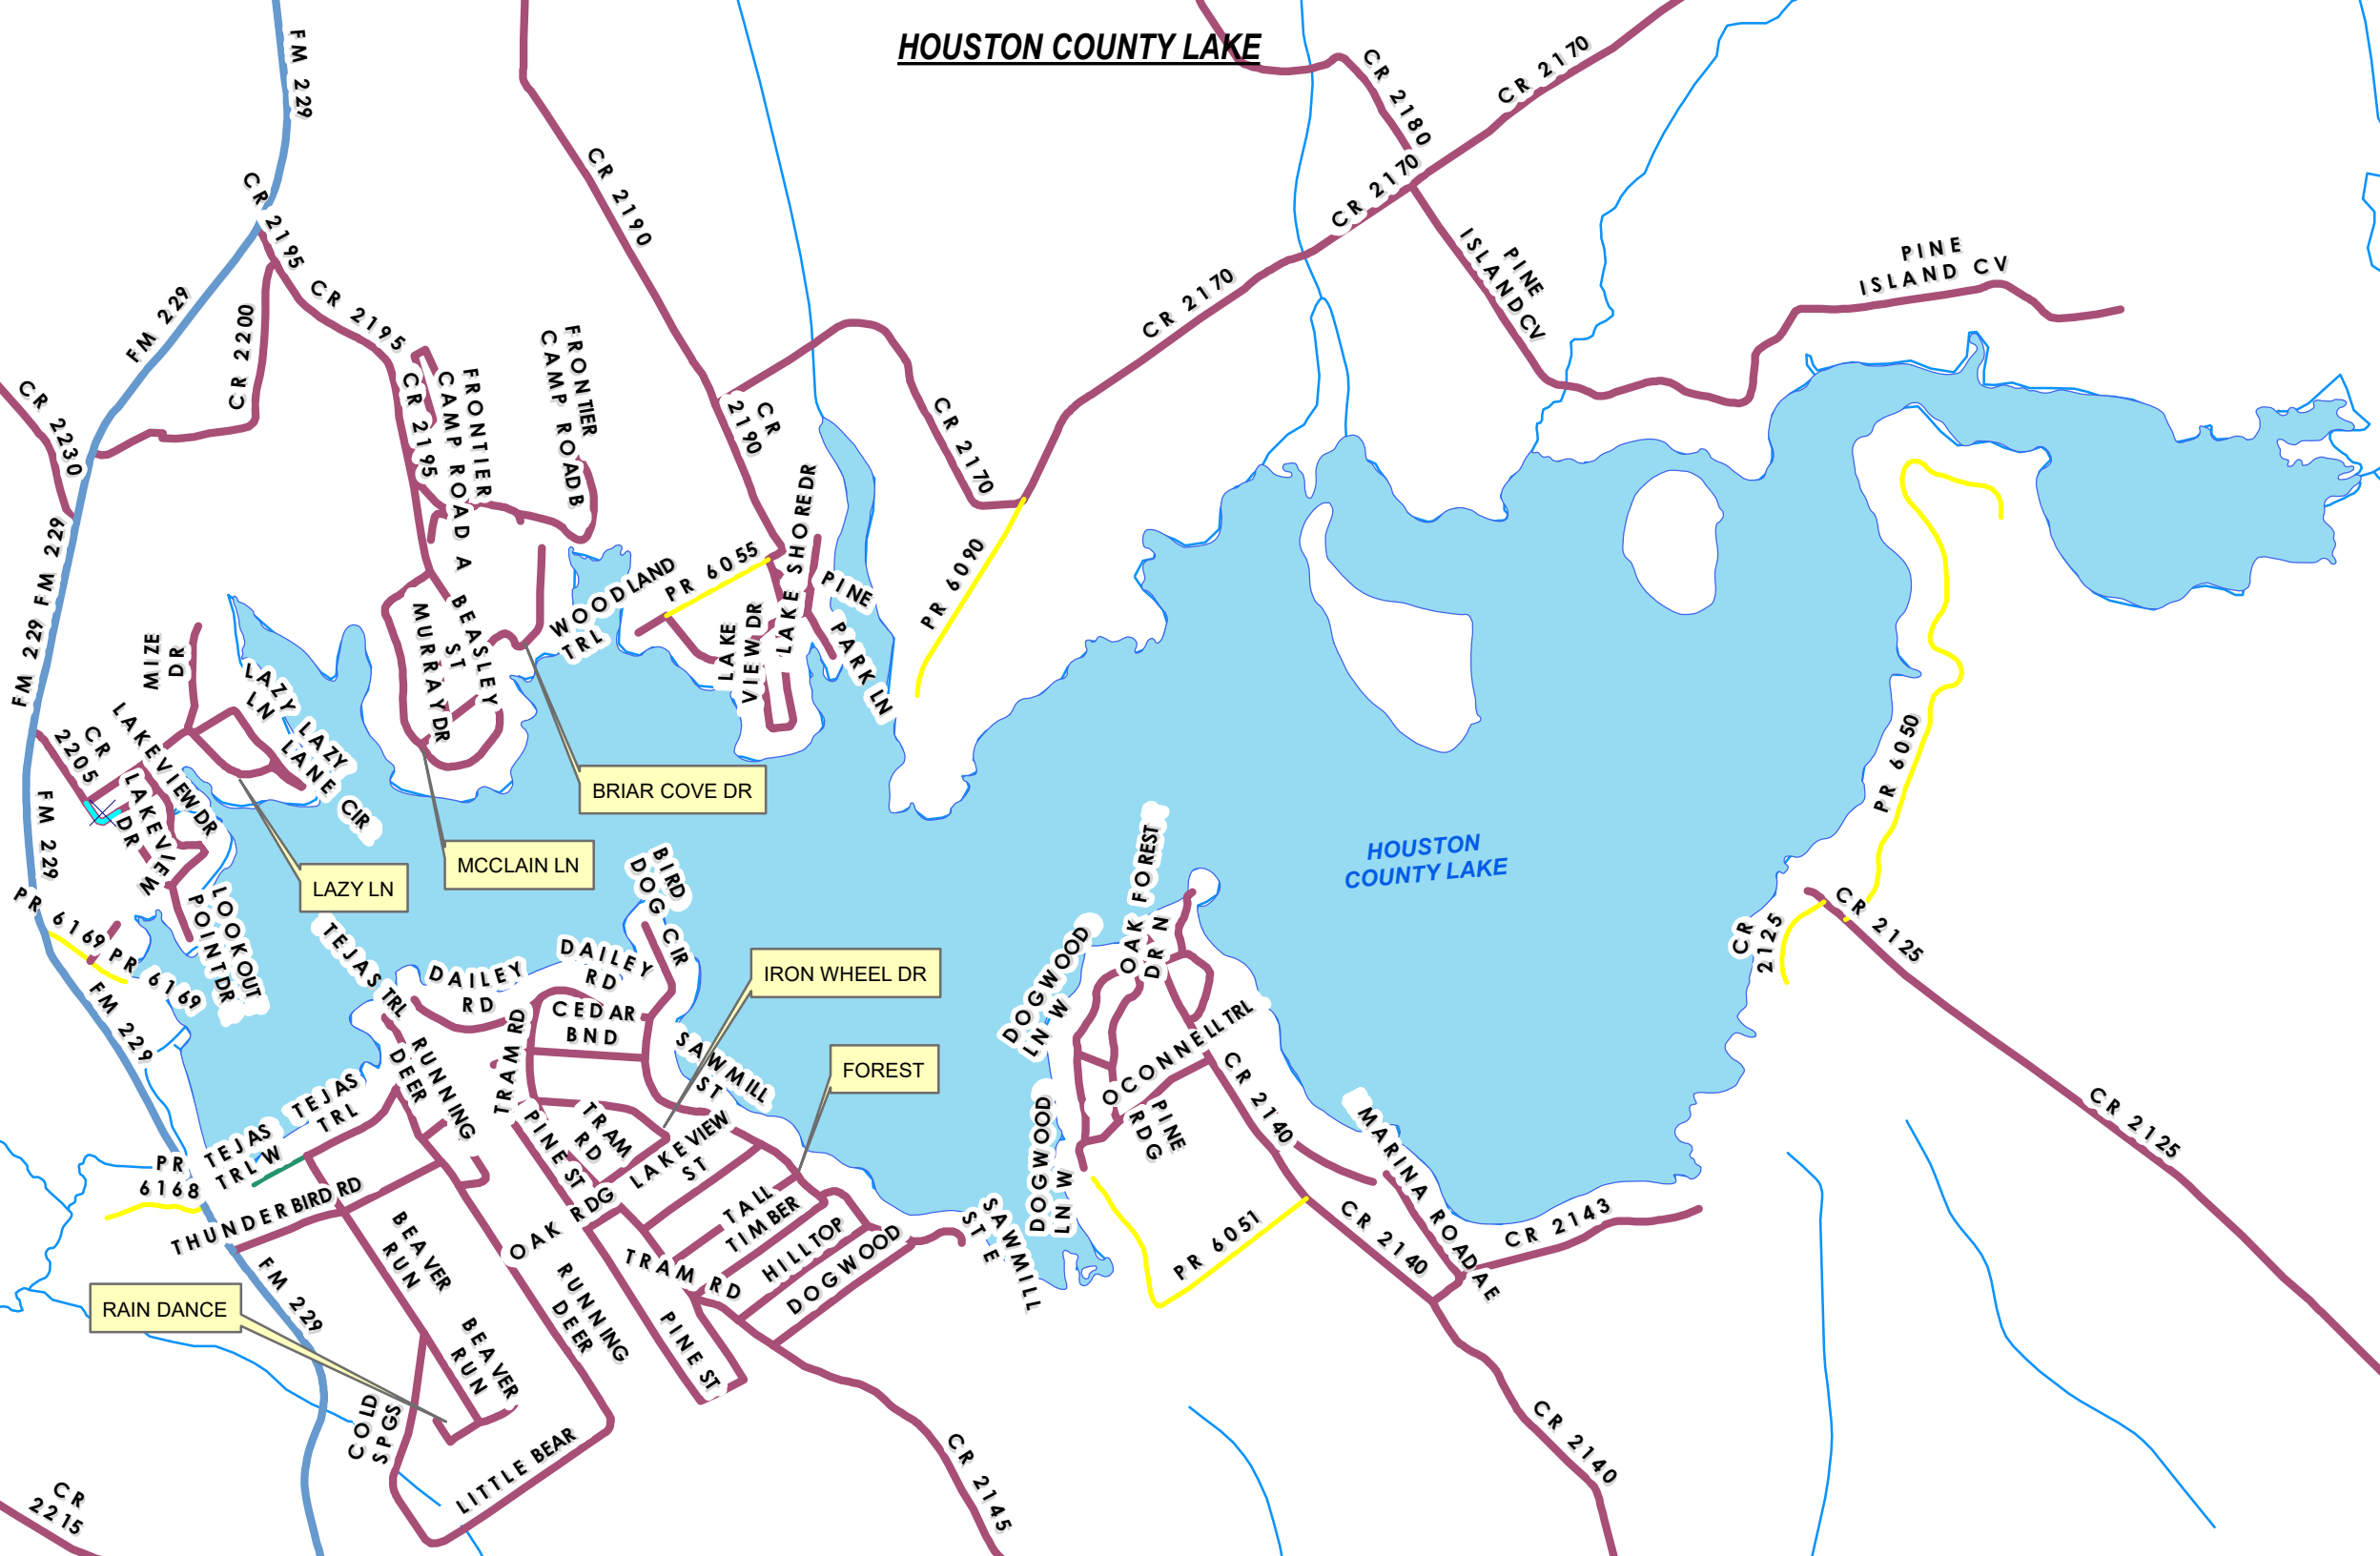 HOUSTON COUNTY LAKE
FM 229
CR 2180
CR 2170
CR 2170
CR 2190
CR 2195
CR 2195
FM 229
CR 2200
CR 2170
PINE
ISLAND CV
PINE
ISLAND CV
CR 2230
CR 2195
FRONTIER
CAMP ROAD A
FRONTIER
CAMP ROAD B
CR
2190
CR 2170
FM 229
FM 229
LAKE SHORE DR
PR 6055
WOODLAND
TRL
PINE
PARK LN
PR 6090
MIZE
DR
MURRAY DR
BEASLEY
ST
LAKE
VIEW DR
LAZY
LN
LAZY
LANE CIR
CR
2205
LAKEVIEW DR
LAKEVIEW
DR
BRIAR COVE DR
PR 6050
FM 229
MCCLAIN LN
LAZY LN
HOUSTON
COUNTY LAKE
BIRD
DOG CIR
OAK FOREST
DR N
PR 6169
PR 6169
LOOKOUT
POINT DR
TEJAS TRL
DAILEY
RD
DAILEY
RD
IRON WHEEL DR
DOGWOOD
LN W
CR
2125
CR 2125
FM 229
CEDAR
BND
TRAM RD
RUNNING
DEER
SAWMILL
ST
FOREST
OCONNELL TRL
CR 2140
PINE
RDG
TEJAS
TRL
TEJAS
TRL W
PR
6168
THUNDERBIRD RD
PINE ST
TRAM
RD
LAKEVIEW
ST
OAK RDG
TALL
TIMBER
HILLTOP
DOGWOOD
SAWMILL
ST E
DOGWOOD
LN W
MARINA ROAD AE
CR 2125
PR 6051
CR 2140
CR 2143
BEAVER
RUN
RUNNING
DEER
TRAM RD
FM 229
RAIN DANCE
BEAVER
RUN
PINE ST
COLD
SPGS
LITTLE BEAR
CR 2145
CR 2140
CR
2215